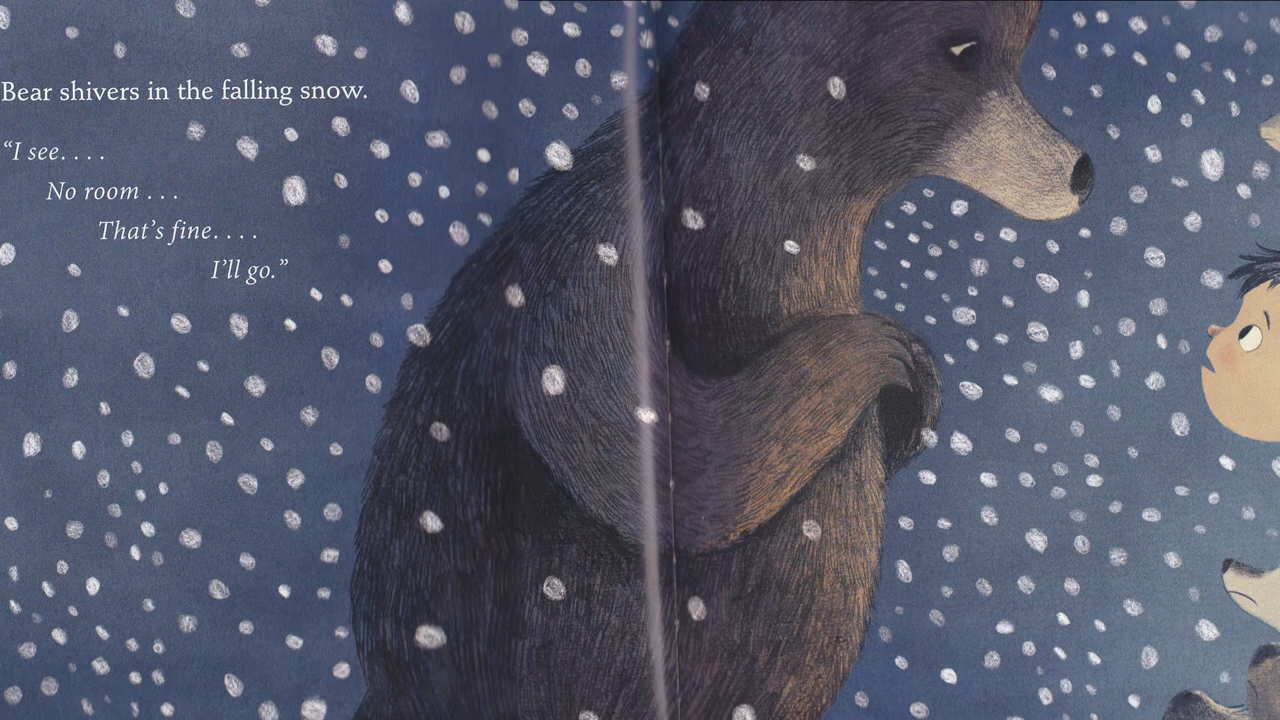 Bear shivers in the falling snow.
“I see. . . .
No room . . .
That’s fine. . . .
I’ll go.”